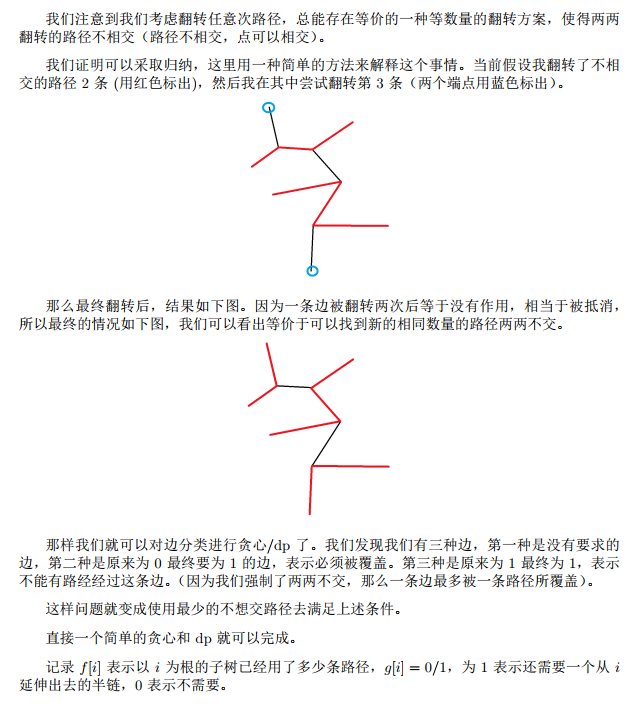 我们注意到我们考虑翻转任意次路径，总能存在等价的一种等数量的翻转方案，使得两两
翻转的路径不相交（路径不相交，点可以相交）。
我们证明可以采取归纳，这里用一种简单的方法来解释这个事情。当前假设我翻转了不相
交的路径 2 条 (用红色标出)，然后我在其中尝试翻转第 3 条（两个端点用蓝色标出）。
那么最终翻转后，结果如下图。因为一条边被翻转两次后等于没有作用，相当于被抵消，
所以最终的情况如下图，我们可以看出等价于可以找到新的相同数量的路径两两不交。
那样我们就可以对边分类进行贪心/dp 了。我们发现我们有三种边，第一种是没有要求的
边，第二种是原来为 0 最终要为 1 的边，表示必须被覆盖。第三种是原来为 1 最终为 1，表示
不能有路经经过这条边。（因为我们强制了两两不交，那么一条边最多被一条路径所覆盖）。
这样问题就变成使用最少的不想交路径去满足上述条件。
直接一个简单的贪心和 dp 就可以完成。
记录 f[i] 表示以 i 为根的子树已经用了多少条路径，g[i] = 0/1，为 1 表示还需要一个从 i
延伸出去的半链，0 表示不需要。